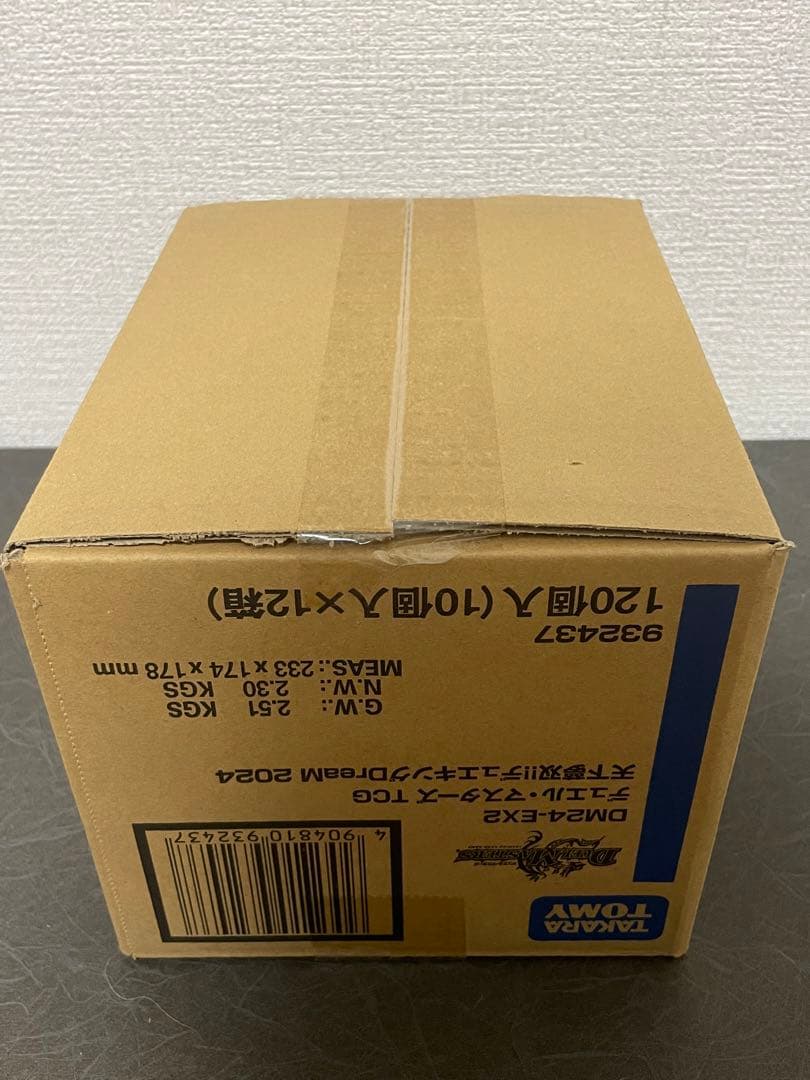 TAKARA
TOMY
DUEL MASTERS
DM24-EX2
デュエル・マスターズ TCG
天下夢双!!デュエキングDreaM 2024
4 904810 932437
G.W.: 2.51 KGS
N.W.: 2.30 KGS
MEAS.: 233 x 174 x 178 mm
932437
120個入 (10個入×12箱)